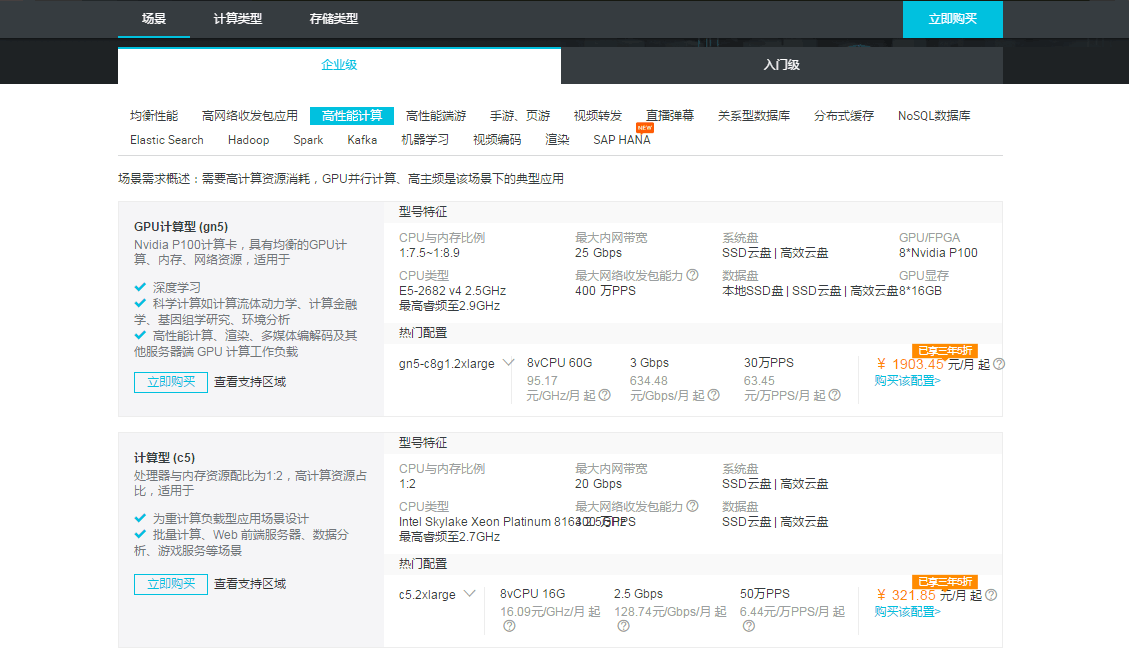 场景 计算类型 存储类型 立即购买
企业级 入门级
均衡性能 高网络收发包应用 高性能计算 高性能端游 手游、页游 视频转发 直播弹幕 关系型数据库 分布式缓存 NoSQL数据库
NEW
Elastic Search Hadoop Spark Kafka 机器学习 视频编码 渲染 SAP HANA
场景需求概述：需要高计算资源消耗，GPU并行计算、高主频是该场景下的典型应用
GPU计算型 (gn5)
Nvidia P100计算卡，具有均衡的GPU计
算、内存、网络资源，适用于
深度学习
科学计算如计算流体动力学、计算金融
学、基因组学研究、环境分析
高性能计算、渲染、多媒体编解码及其
他服务器端 GPU 计算工作负载
立即购买 查看支持区域
型号特征
CPU与内存比例 最大内网带宽 系统盘 GPU/FPGA
1:7.5~1:8.9 25 Gbps SSD云盘 | 高效云盘 8*Nvidia P100
CPU类型 最大网络收发包能力 数据盘 GPU显存
E5-2682 v4 2.5GHz 400 万PPS 本地SSD盘 | SSD云盘 | 高效云盘 8*16GB
最高睿频至2.9GHz
热门配置
已享三年5折
gn5-c8g1.2xlarge 8vCPU 60G 3 Gbps 30万PPS ¥ 1903.45 元/月 起
95.17 634.48 63.45 购买该配置>
元/GHz/月 起 元/Gbps/月 起 元/万PPS/月 起
计算型 (c5)
处理器与内存资源配比为1:2，高计算资源占
比，适用于
为重计算负载型应用场景设计
批量计算、Web 前端服务器、数据分
析、游戏服务等场景
立即购买 查看支持区域
型号特征
CPU与内存比例 最大内网带宽 系统盘
1:2 20 Gbps SSD云盘 | 高效云盘
CPU类型 最大网络收发包能力 数据盘
Intel Skylake Xeon Platinum 8163 2.5GHz 400 万PPS SSD云盘 | 高效云盘
最高睿频至2.7GHz
热门配置
已享三年5折
c5.2xlarge 8vCPU 16G 2.5 Gbps 50万PPS ¥ 321.85 元/月 起
16.09元/GHz/月 起 128.74元/Gbps/月 起 6.44元/万PPS/月 起 购买该配置>